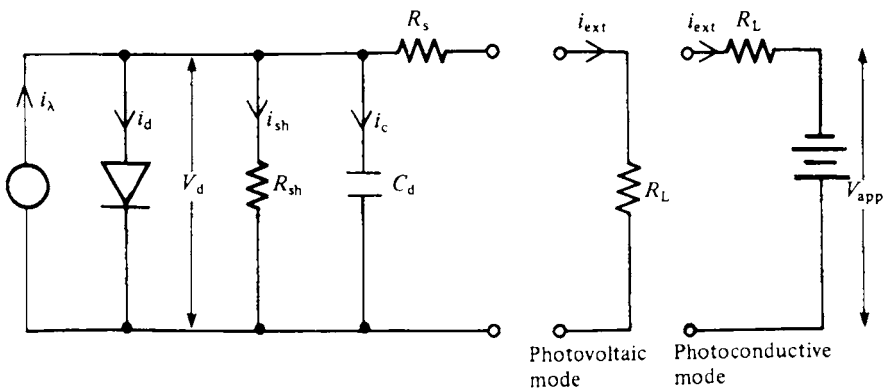 R_s
i_ext
i_ext
R_L
i_λ
i_d
i_sh
i_c
V_d
R_sh
C_d
R_L
V_app
Photovoltaic
mode
Photoconductive
mode